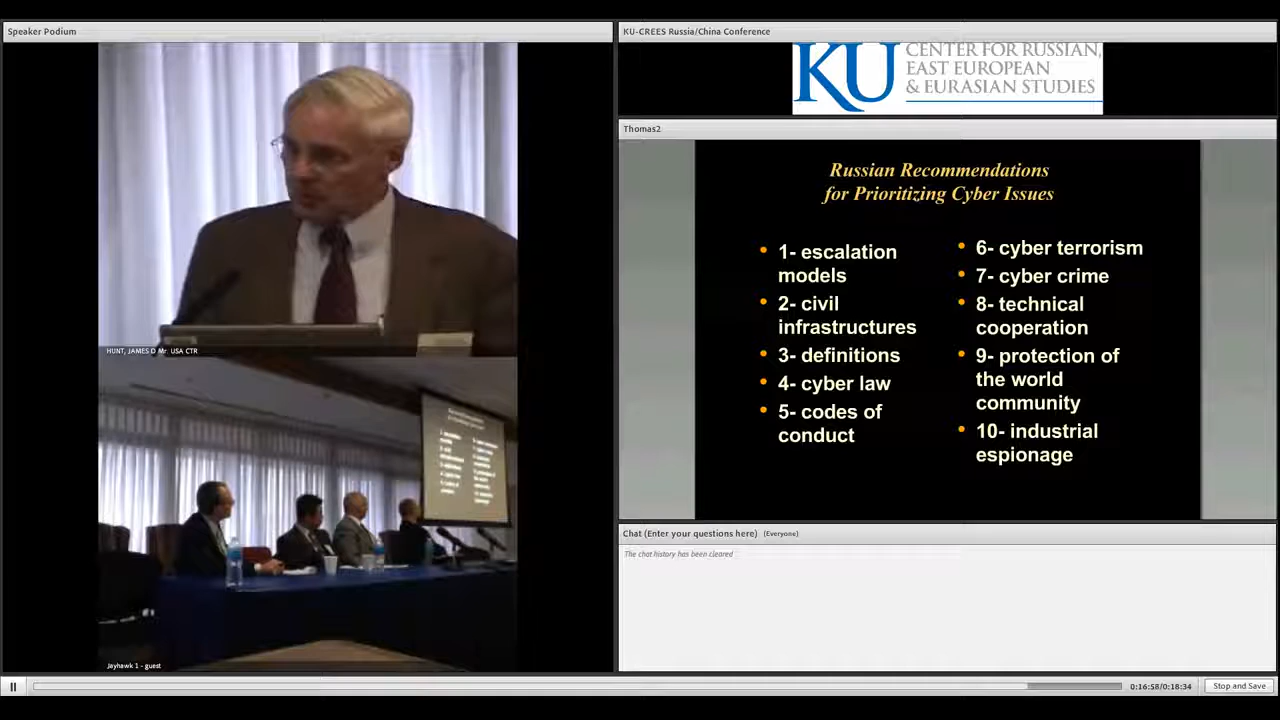 Speaker Podium
HUNT, JAMES D Mr. USA CTR
Jayhawk 1 - guest
KU-CREES Russia/China Conference
KU
CENTER FOR RUSSIAN,
EAST EUROPEAN
& EURASIAN STUDIES
Thomas2
Russian Recommendations
for Prioritizing Cyber Issues
• 1- escalation
models
• 2- civil
infrastructures
• 3- definitions
• 4- cyber law
• 5- codes of
conduct
• 6- cyber terrorism
• 7- cyber crime
• 8- technical
cooperation
• 9- protection of
the world
community
• 10- industrial
espionage
Chat (Enter your questions here) (Everyone)
The chat history has been cleared
0:16:58/0:18:34
Stop and Save